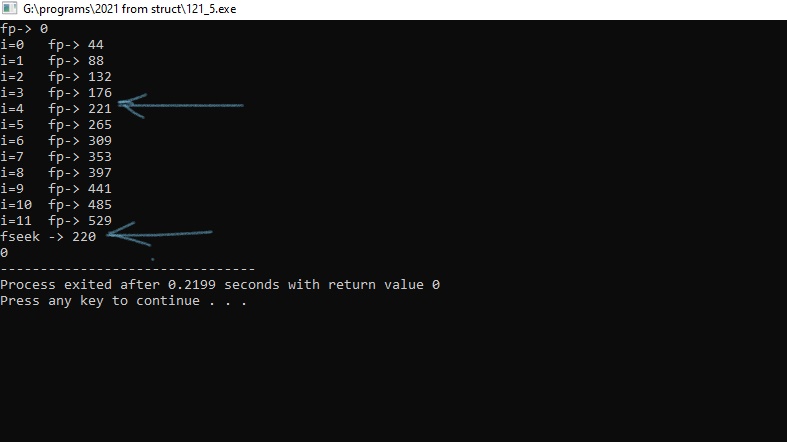 G:\programs\2021 from struct\121_5.exe
fp-> 0
i=0   fp-> 44
i=1   fp-> 88
i=2   fp-> 132
i=3   fp-> 176
i=4   fp-> 221
i=5   fp-> 265
i=6   fp-> 309
i=7   fp-> 353
i=8   fp-> 397
i=9   fp-> 441
i=10  fp-> 485
i=11  fp-> 529
fseek -> 220
0
--------------------------------
Process exited after 0.2199 seconds with return value 0
Press any key to continue . . .